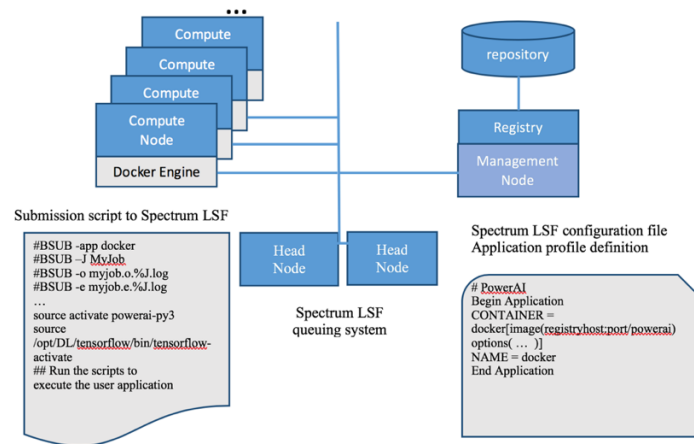 ...
Compute
Compute
Compute
Compute
Node
Docker Engine
repository
Registry
Management
Node
Submission script to Spectrum LSF
#BSUB -app docker
#BSUB –J MyJob
#BSUB -o myjob.o.%J.log
#BSUB -e myjob.e.%J.log
…
source activate powerai-py3
source
/opt/DL/tensorflow/bin/tensorflow-
activate
## Run the scripts to
execute the user application
Head
Node
Head
Node
Spectrum LSF
queuing system
Spectrum LSF configuration file
Application profile definition
# PowerAI
Begin Application
CONTAINER =
docker[image(registryhost:port/powerai)
options( … )]
NAME = docker
End Application